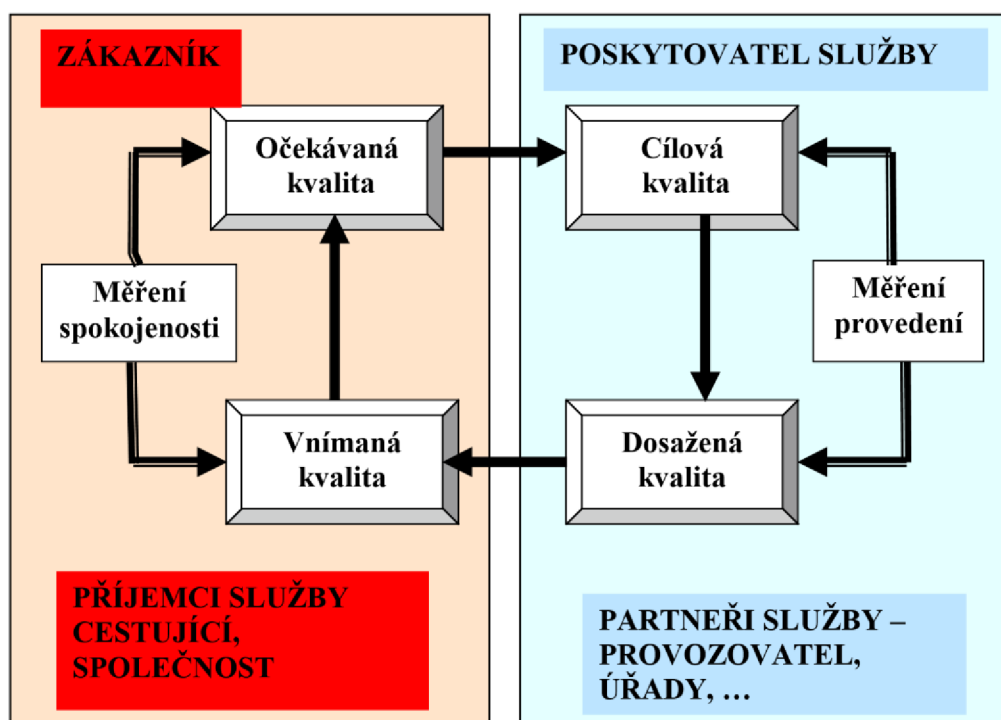 ZÁKAZNÍK
POSKYTOVATEL SLUŽBY
Očekávaná
kvalita
Cílová
kvalita
Měření
spokojenosti
Měření
provedení
Vnímaná
kvalita
Dosažená
kvalita
PŘÍJEMCI SLUŽBY
CESTUJÍCÍ,
SPOLEČNOST
PARTNEŘI SLUŽBY –
PROVOZOVATEL,
ÚŘADY, …